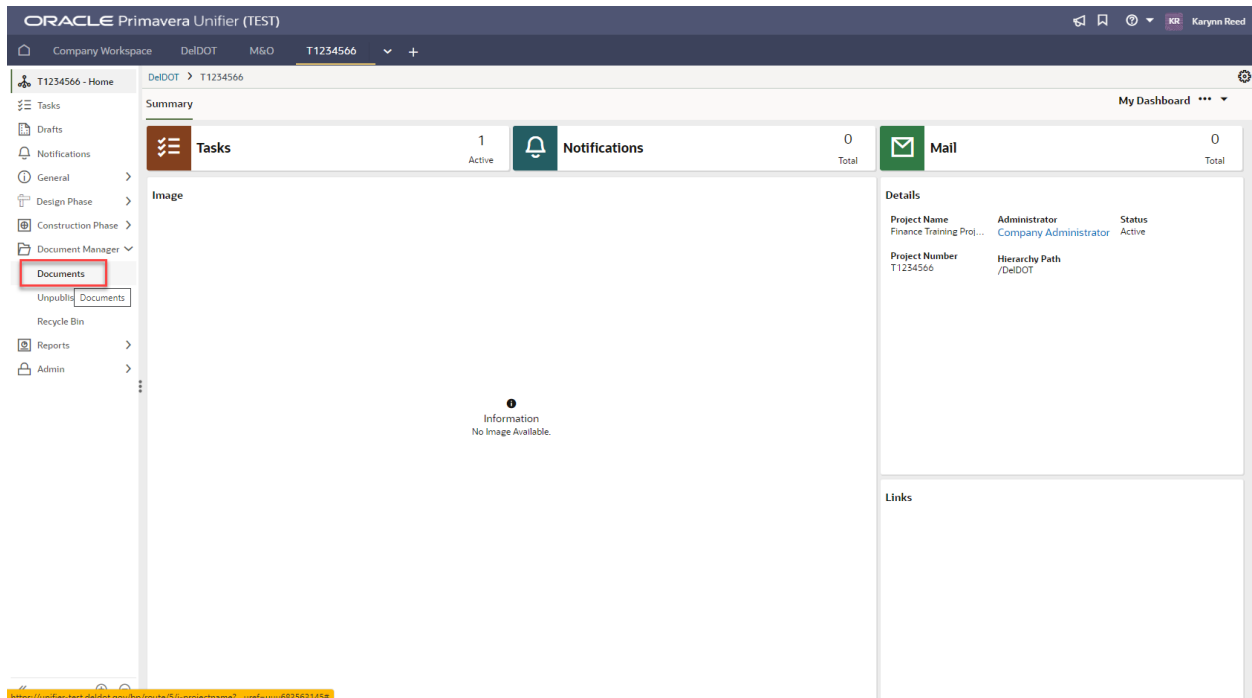 ORACLE Primavera Unifier (TEST)
KR Karynn Reed
Company Workspace DelDOT M&O T1234566 +
T1234566 - Home
Tasks
Drafts
Notifications
General
Design Phase
Construction Phase
Document Manager
Documents
Unpublis Documents
Recycle Bin
Reports
Admin
DelDOT > T1234566
Summary
My Dashboard
Tasks
1
Active
Notifications
0
Total
Mail
0
Total
Image
Information
No Image Available.
Details
Project Name
Finance Training Proj...
Administrator
Company Administrator
Status
Active
Project Number
T1234566
Hierarchy Path
/DelDOT
Links